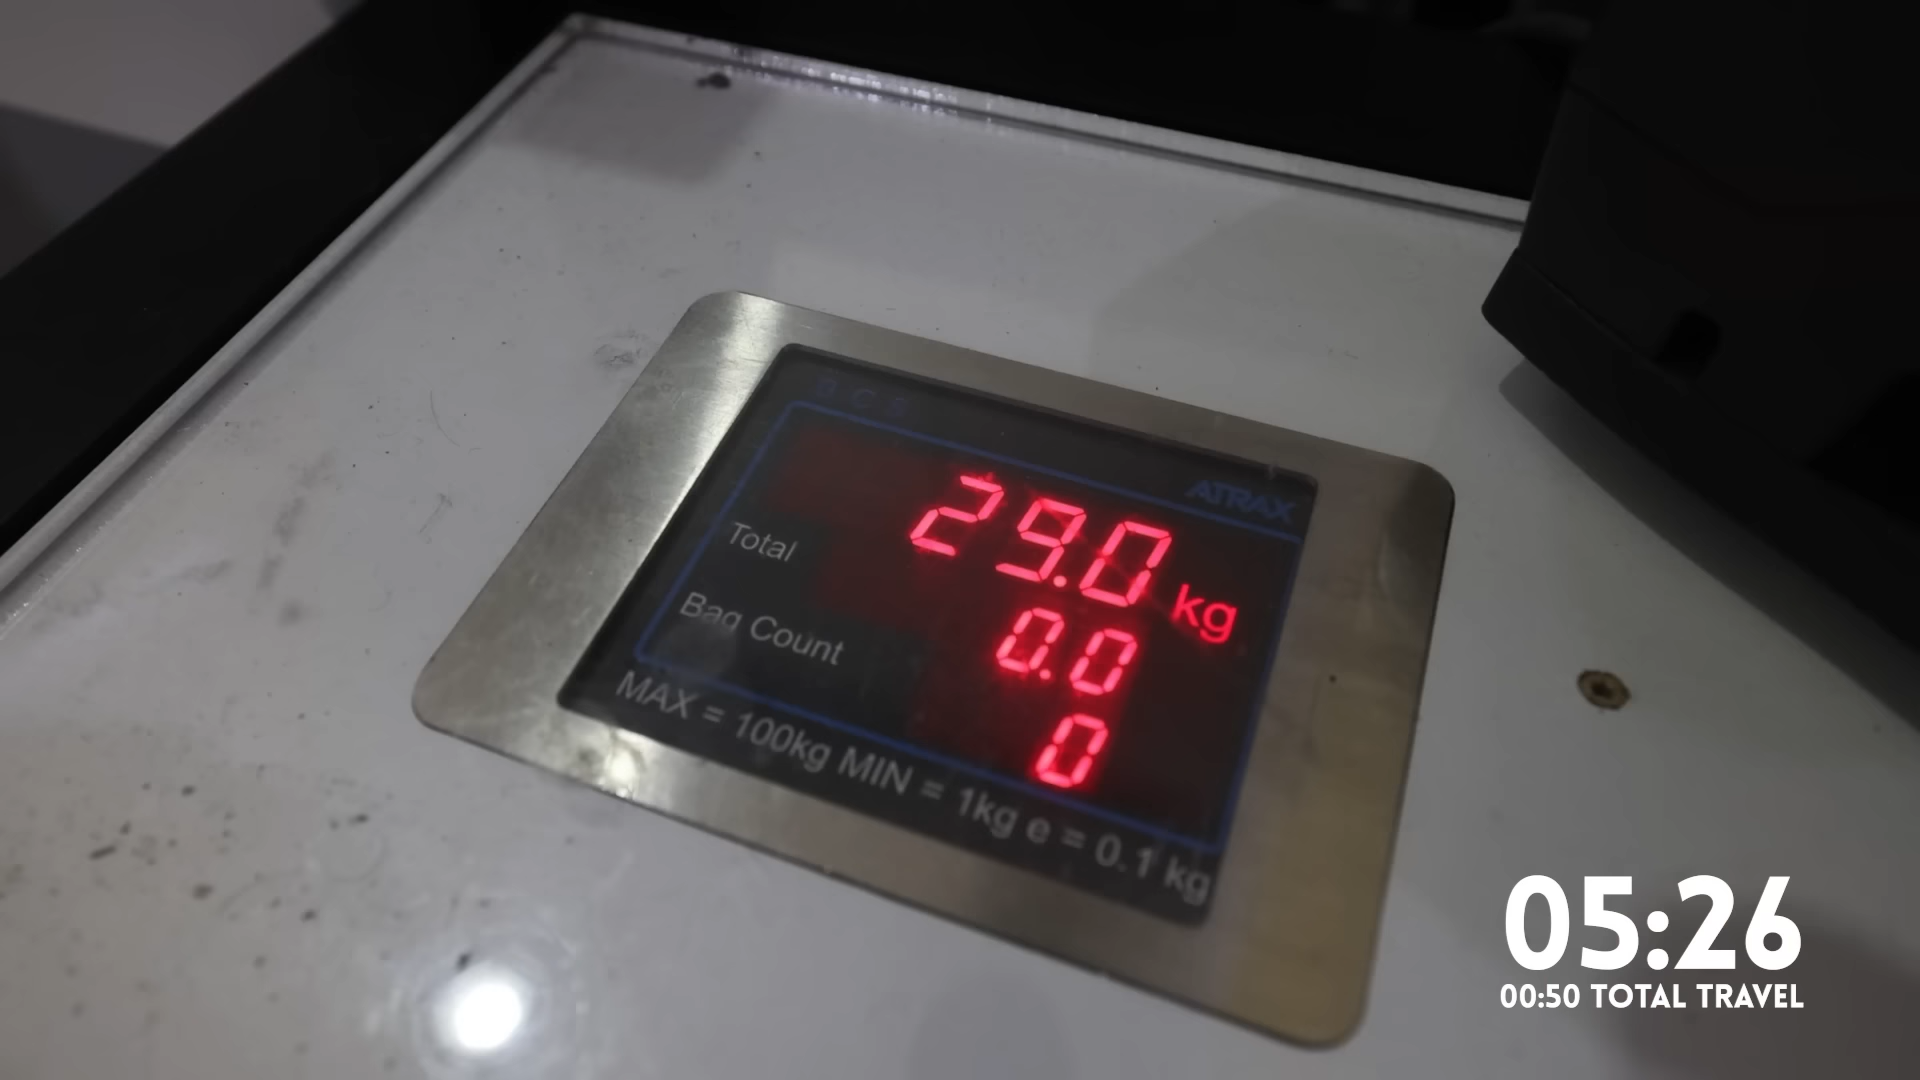 BCS
ATRAX
29.0 kg
Total 0.0
Bag Count 0
MAX = 100kg MIN = 1kg e = 0.1 kg
05:26
00:50 TOTAL TRAVEL